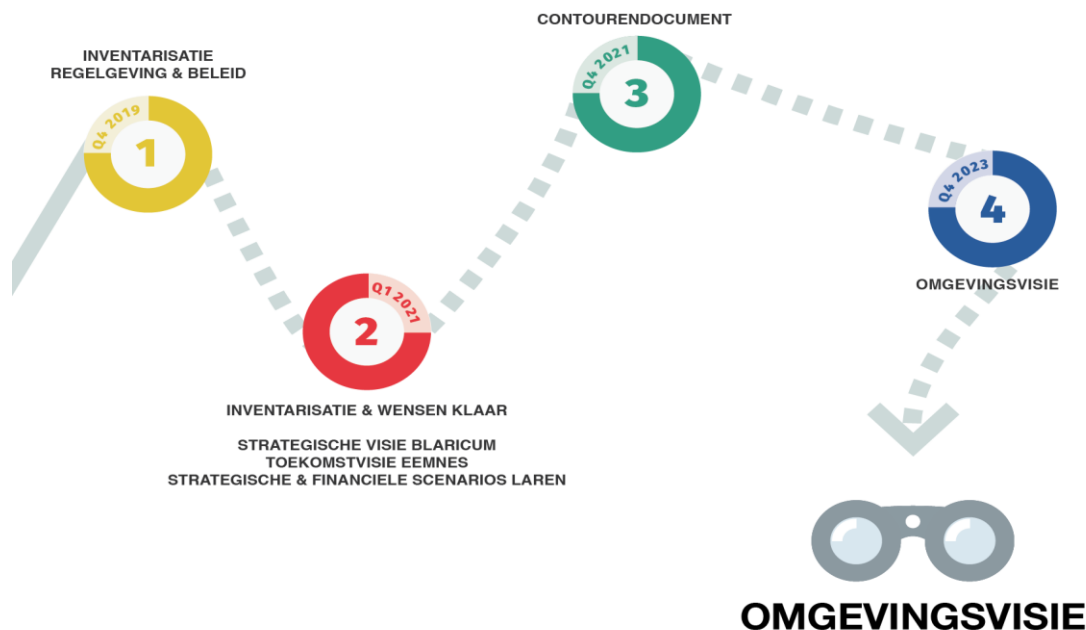 INVENTARISATIE
REGELGEVING & BELEID
Q4 2019
1
Q1 2021
2
INVENTARISATIE & WENSEN KLAAR
STRATEGISCHE VISIE BLARICUM
TOEKOMSTVISIE EEMNES
STRATEGISCHE & FINANCIELE SCENARIOS LAREN
CONTOURENDOCUMENT
Q4 2021
3
Q4 2023
4
OMGEVINGSVISIE
OMGEVINGSVISIE